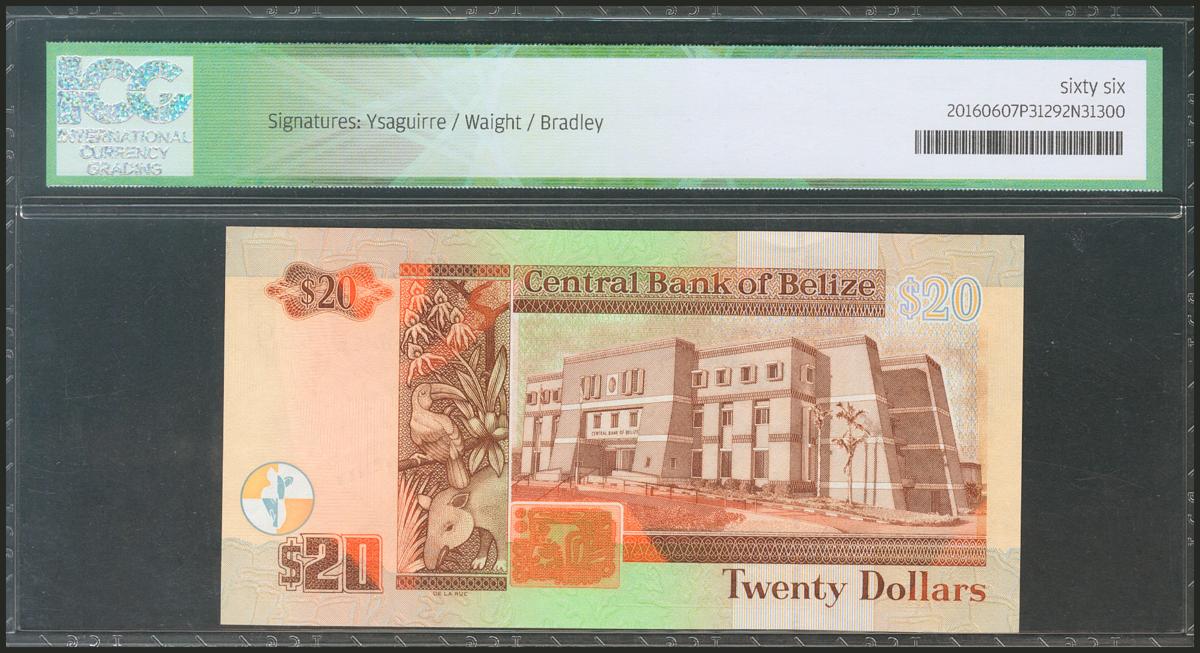 ICG
INTERNATIONAL
CURRENCY
GRADING
Signatures: Ysaguirre / Waight / Bradley
sixty six
20160607P31292N31300
$20
Central Bank of Belize
$20
CENTRAL BANK OF BELIZE
$20
DE LA RUE
Twenty Dollars